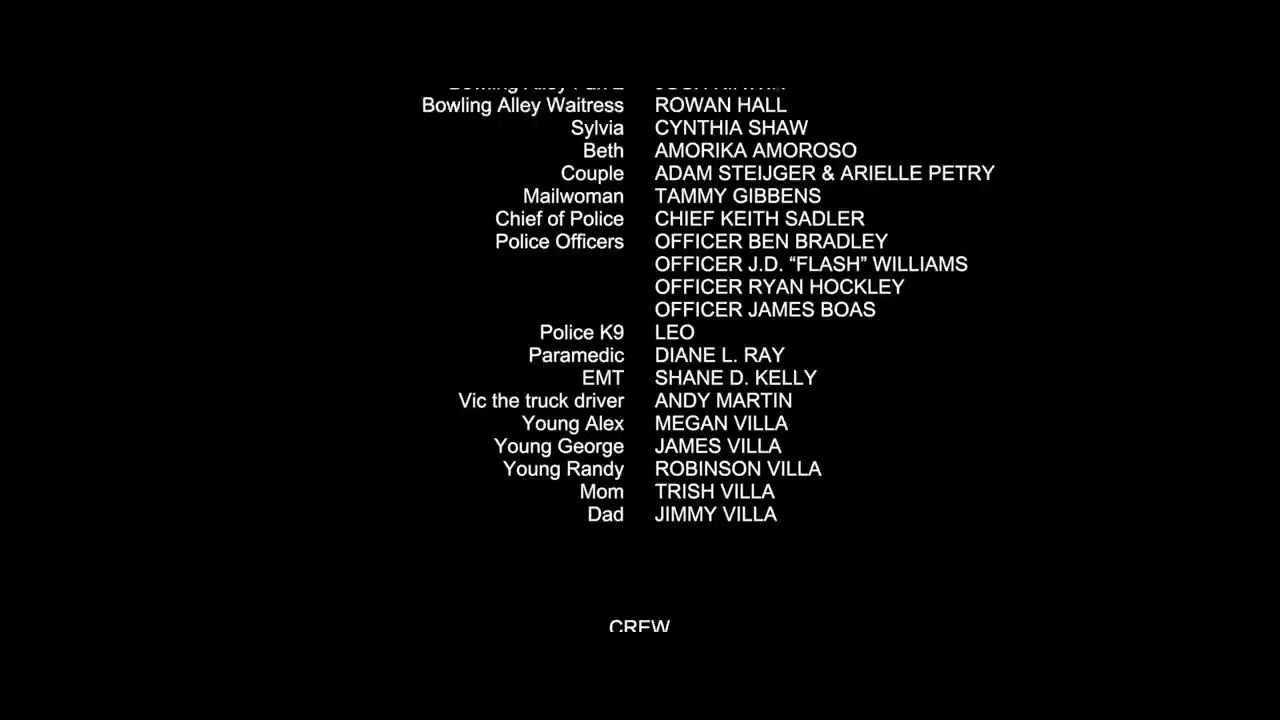 Bowling Alley Waitress ROWAN HALL
Sylvia CYNTHIA SHAW
Beth AMORIKA AMOROSO
Couple ADAM STEIJGER & ARIELLE PETRY
Mailwoman TAMMY GIBBENS
Chief of Police CHIEF KEITH SADLER
Police Officers OFFICER BEN BRADLEY
OFFICER J.D. “FLASH” WILLIAMS
OFFICER RYAN HOCKLEY
OFFICER JAMES BOAS
Police K9 LEO
Paramedic DIANE L. RAY
EMT SHANE D. KELLY
Vic the truck driver ANDY MARTIN
Young Alex MEGAN VILLA
Young George JAMES VILLA
Young Randy ROBINSON VILLA
Mom TRISH VILLA
Dad JIMMY VILLA
CREW